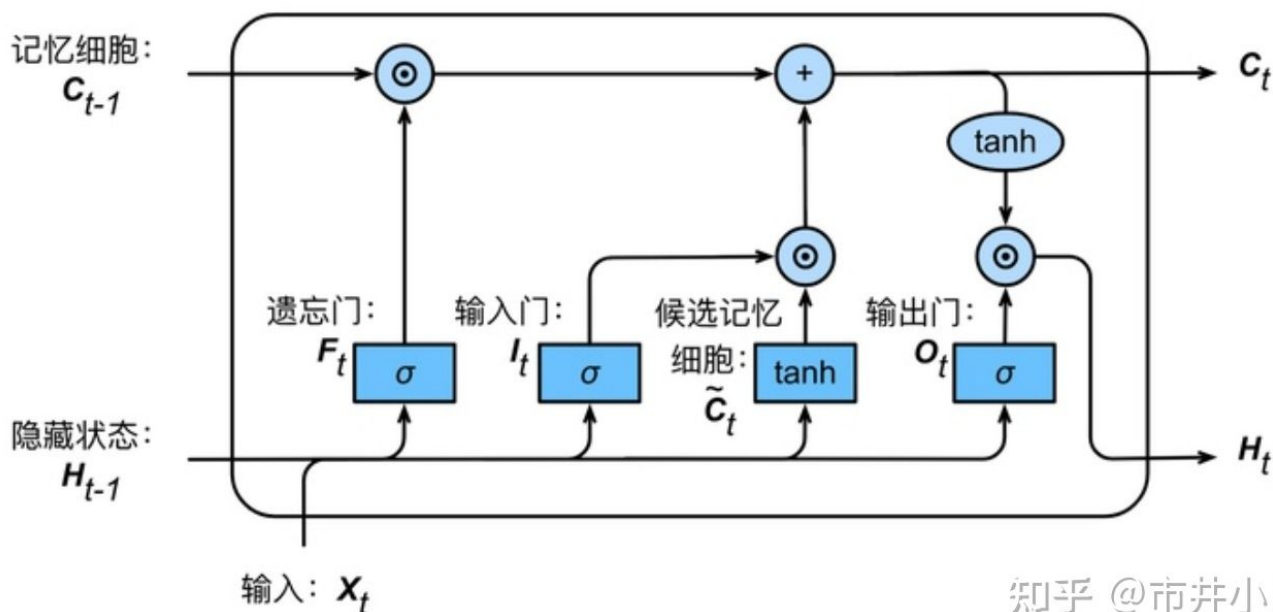 记忆细胞：
C_{t-1}
+
C_t
tanh
遗忘门：
F_t
σ
输入门：
I_t
σ
候选记忆
细胞：
C̃_t
tanh
输出门：
O_t
σ
隐藏状态：
H_{t-1}
H_t
输入：X_t
知乎 @市井小